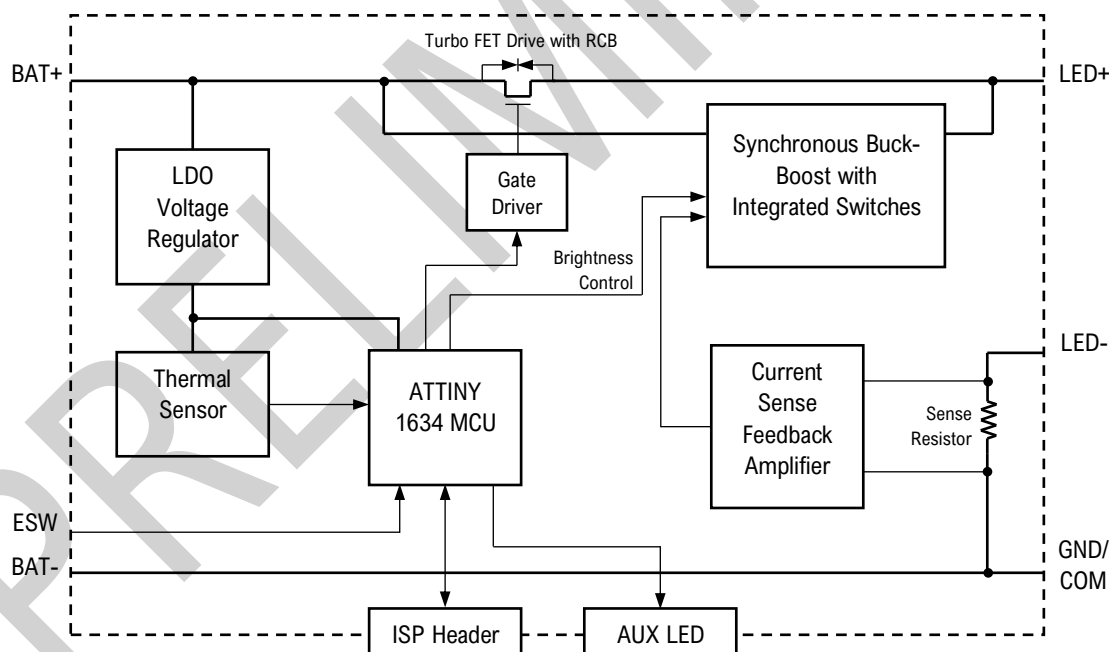 Turbo FET Drive with RCB
BAT+
LED+
LDO
Voltage
Regulator
Gate
Driver
Synchronous Buck-
Boost with
Integrated Switches
Brightness
Control
Thermal
Sensor
ATTINY
1634 MCU
Current
Sense
Feedback
Amplifier
LED-
Sense
Resistor
ESW
BAT-
GND/
COM
ISP Header
AUX LED